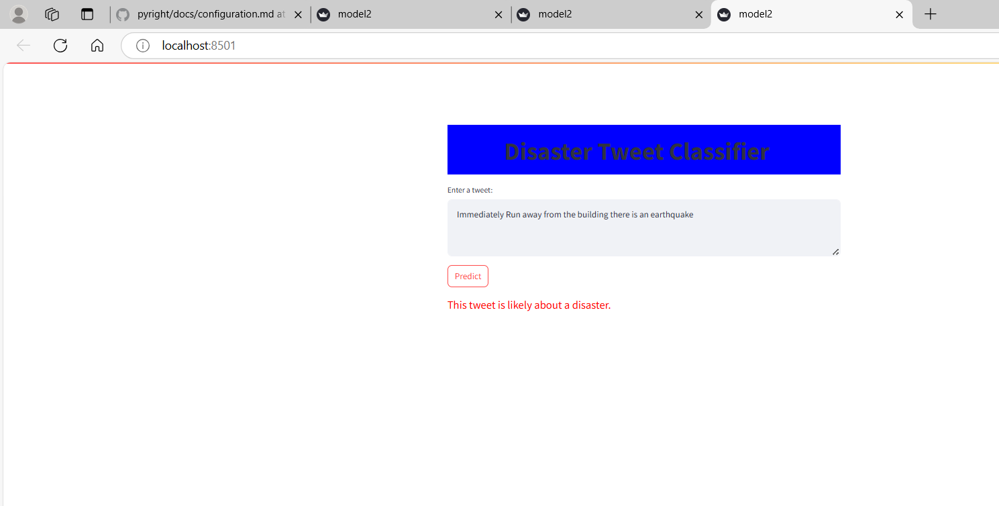 pyright/docs/configuration.md at
model2
model2
model2
localhost:8501
Disaster Tweet Classifier
Enter a tweet:
Immediately Run away from the building there is an earthquake
Predict
This tweet is likely about a disaster.